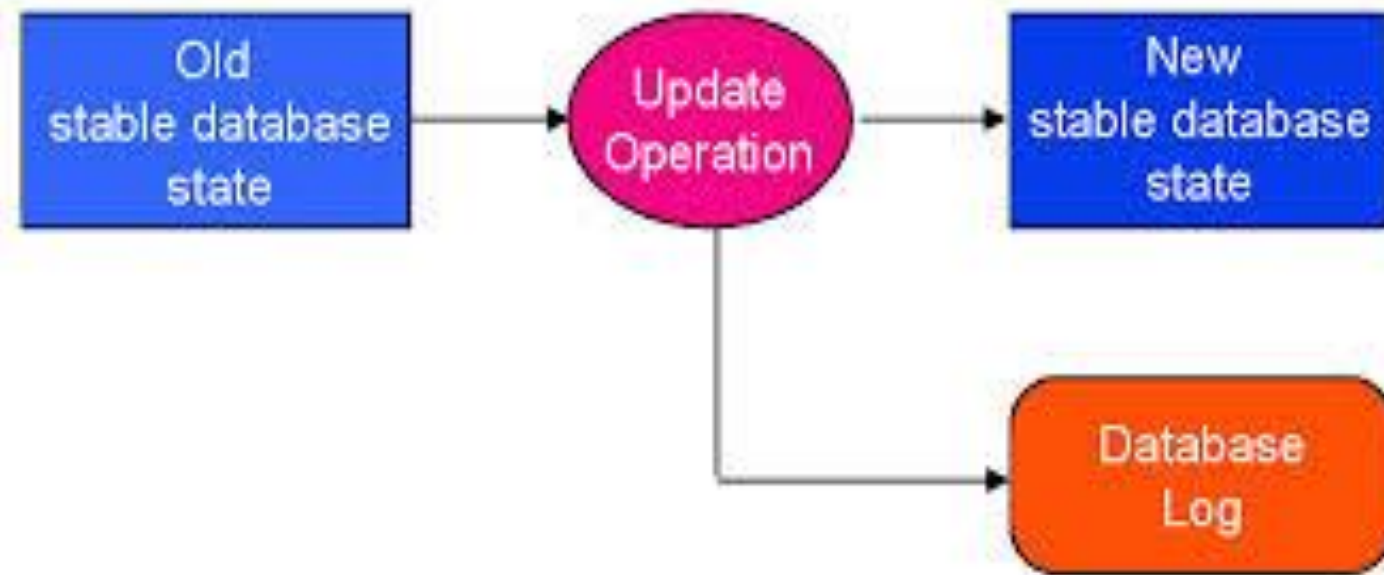 Old
stable database
state
Update
Operation
New
stable database
state
Database
Log